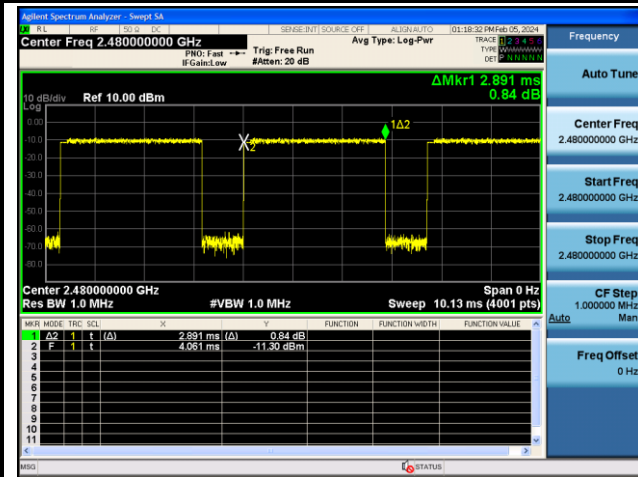 Agilent Spectrum Analyzer - Swept SA
RL RF 50 Ω DC SENSE:INT SOURCE OFF ALIGN AUTO 01:18:32 PM Feb 05, 2024
Center Freq 2.480000000 GHz
PNO: Fast
IFGain:Low
Trig: Free Run
#Atten: 20 dB
Avg Type: Log-Pwr
TRACE 1 2 3 4 5 6
TYPE
DET P N N N N N
ΔMkr1 2.891 ms
0.84 dB
10 dB/div Ref 10.00 dBm
Log
0.00
-10.0
-20.0
-30.0
-40.0
-50.0
-60.0
-70.0
-80.0
1Δ2
2
Center 2.480000000 GHz Span 0 Hz
Res BW 1.0 MHz #VBW 1.0 MHz Sweep 10.13 ms (4001 pts)
MKR MODE TRC SCL X Y FUNCTION FUNCTION WIDTH FUNCTION VALUE
1 Δ2 1 t (Δ) 2.891 ms (Δ) 0.84 dB
2 F 1 t 4.061 ms -11.30 dBm
3
4
5
6
7
8
9
10
11
MSG STATUS
Frequency
Auto Tune
Center Freq
2.480000000 GHz
Start Freq
2.480000000 GHz
Stop Freq
2.480000000 GHz
CF Step
1.000000 MHz
Auto Man
Freq Offset
0 Hz